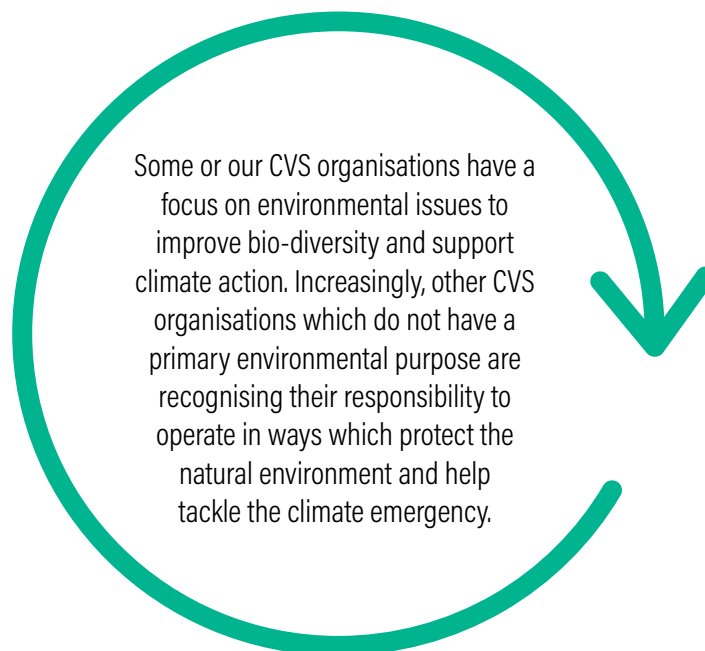 Some or our CVS organisations have a
focus on environmental issues to
improve bio-diversity and support
climate action. Increasingly, other CVS
organisations which do not have a
primary environmental purpose are
recognising their responsibility to
operate in ways which protect the
natural environment and help
tackle the climate emergency.